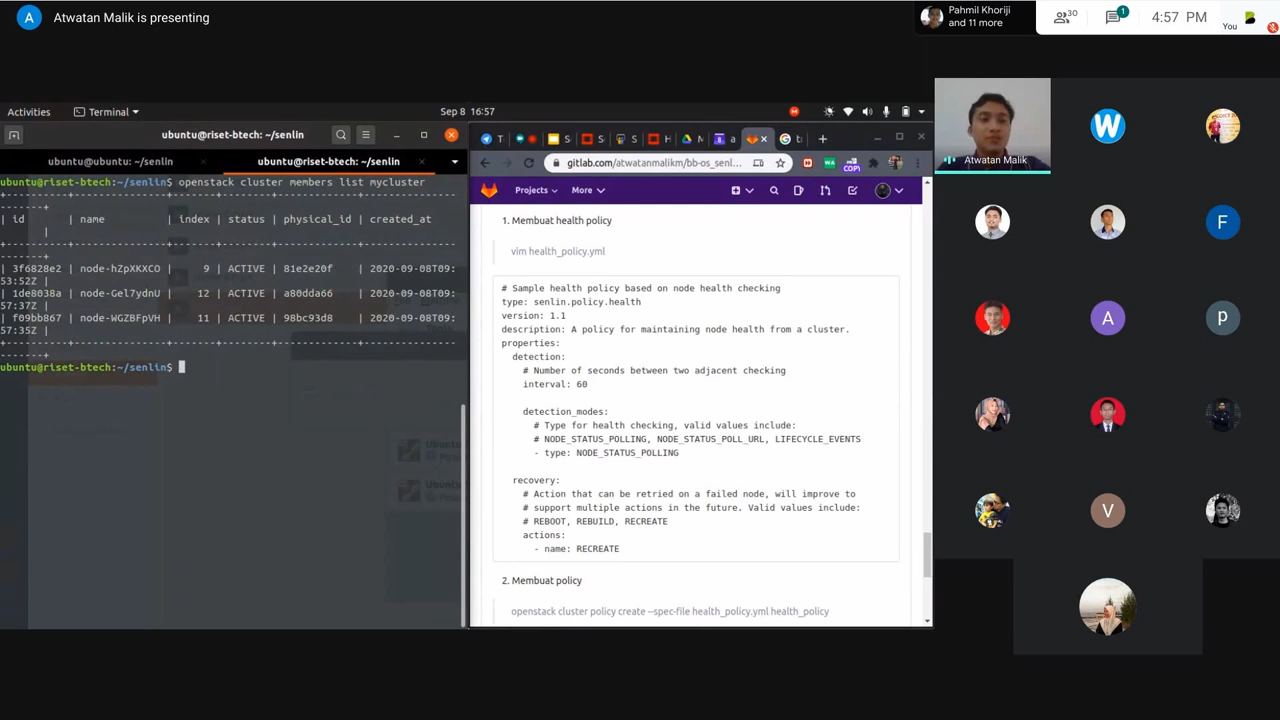 A
Atwatan Malik is presenting
Pahmil Khoriji
and 11 more
30
1
4:57 PM
You
Activities
Terminal
Sep 8 16:57
ubuntu@riset-btech: ~/senlin
ubuntu@ubuntu: ~/senlin
ubuntu@riset-btech: ~/senlin
ubuntu@riset-btech:~/senlin$ openstack cluster members list mycluster
| id | name | index | status | physical_id | created_at
|
| 3f6828e2 | node-hZpXKXCO | 9 | ACTIVE | 81e2e20f | 2020-09-08T09:
53:52Z |
| 1de8038a | node-Gel7ydnU | 12 | ACTIVE | a80dda66 | 2020-09-08T09:
57:37Z |
| f09bb867 | node-WGZBFpVH | 11 | ACTIVE | 98bc93d8 | 2020-09-08T09:
57:35Z |
ubuntu@riset-btech:~/senlin$
Ubuntu
Ubuntu
gitlab.com/atwatanmalikm/bb-os_senl...
COP!
Projects
More
1. Membuat health policy
vim health_policy.yml
# Sample health policy based on node health checking
type: senlin.policy.health
version: 1.1
description: A policy for maintaining node health from a cluster.
properties:
detection:
# Number of seconds between two adjacent checking
interval: 60
detection_modes:
# Type for health checking, valid values include:
# NODE_STATUS_POLLING, NODE_STATUS_POLL_URL, LIFECYCLE_EVENTS
- type: NODE_STATUS_POLLING
recovery:
# Action that can be retried on a failed node, will improve to
# support multiple actions in the future. Valid values include:
# REBOOT, REBUILD, RECREATE
actions:
- name: RECREATE
2. Membuat policy
openstack cluster policy create --spec-file health_policy.yml health_policy
Atwatan Malik
W
F
A
p
V